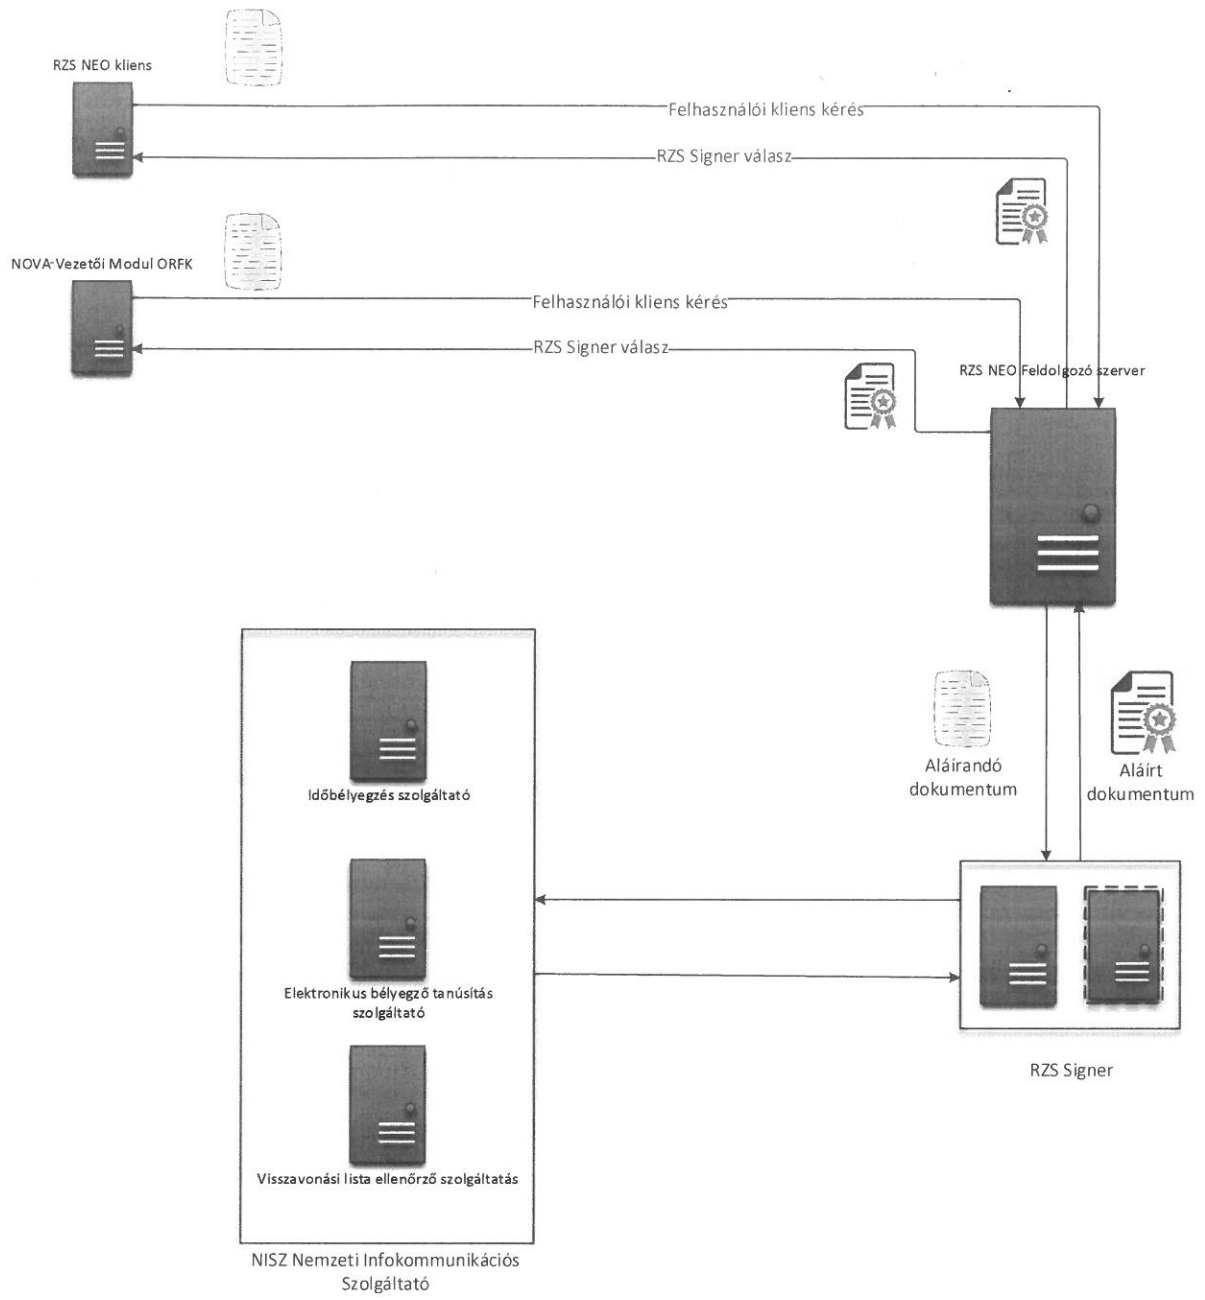 RZS NEO kliens
Felhasználói kliens kérés
RZS Signer válasz
NOVA-Vezetői Modul ORFK
Felhasználói kliens kérés
RZS Signer válasz
RZS NEO Feldolgozó szerver
Aláírandó
dokumentum
Aláírt
dokumentum
Időbélyegzés szolgáltató
Elektronikus bélyegző tanúsítás
szolgáltató
Visszavonási lista ellenőrző szolgáltatás
RZS Signer
NISZ Nemzeti Infokommunikációs
Szolgáltató